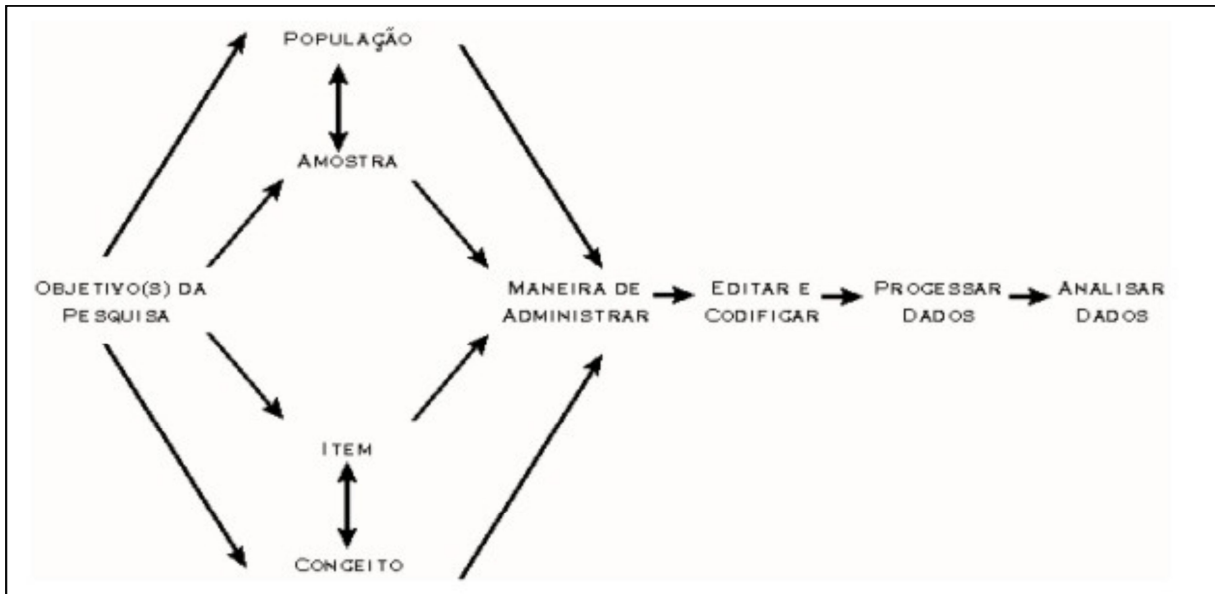 POPULAÇÃO
AMOSTRA
OBJETIVO(S) DA
PESQUISA
MANEIRA DE
ADMINISTRAR
EDITAR E
CODIFICAR
PROCESSAR
DADOS
ANALISAR
DADOS
ITEM
CONCEITO